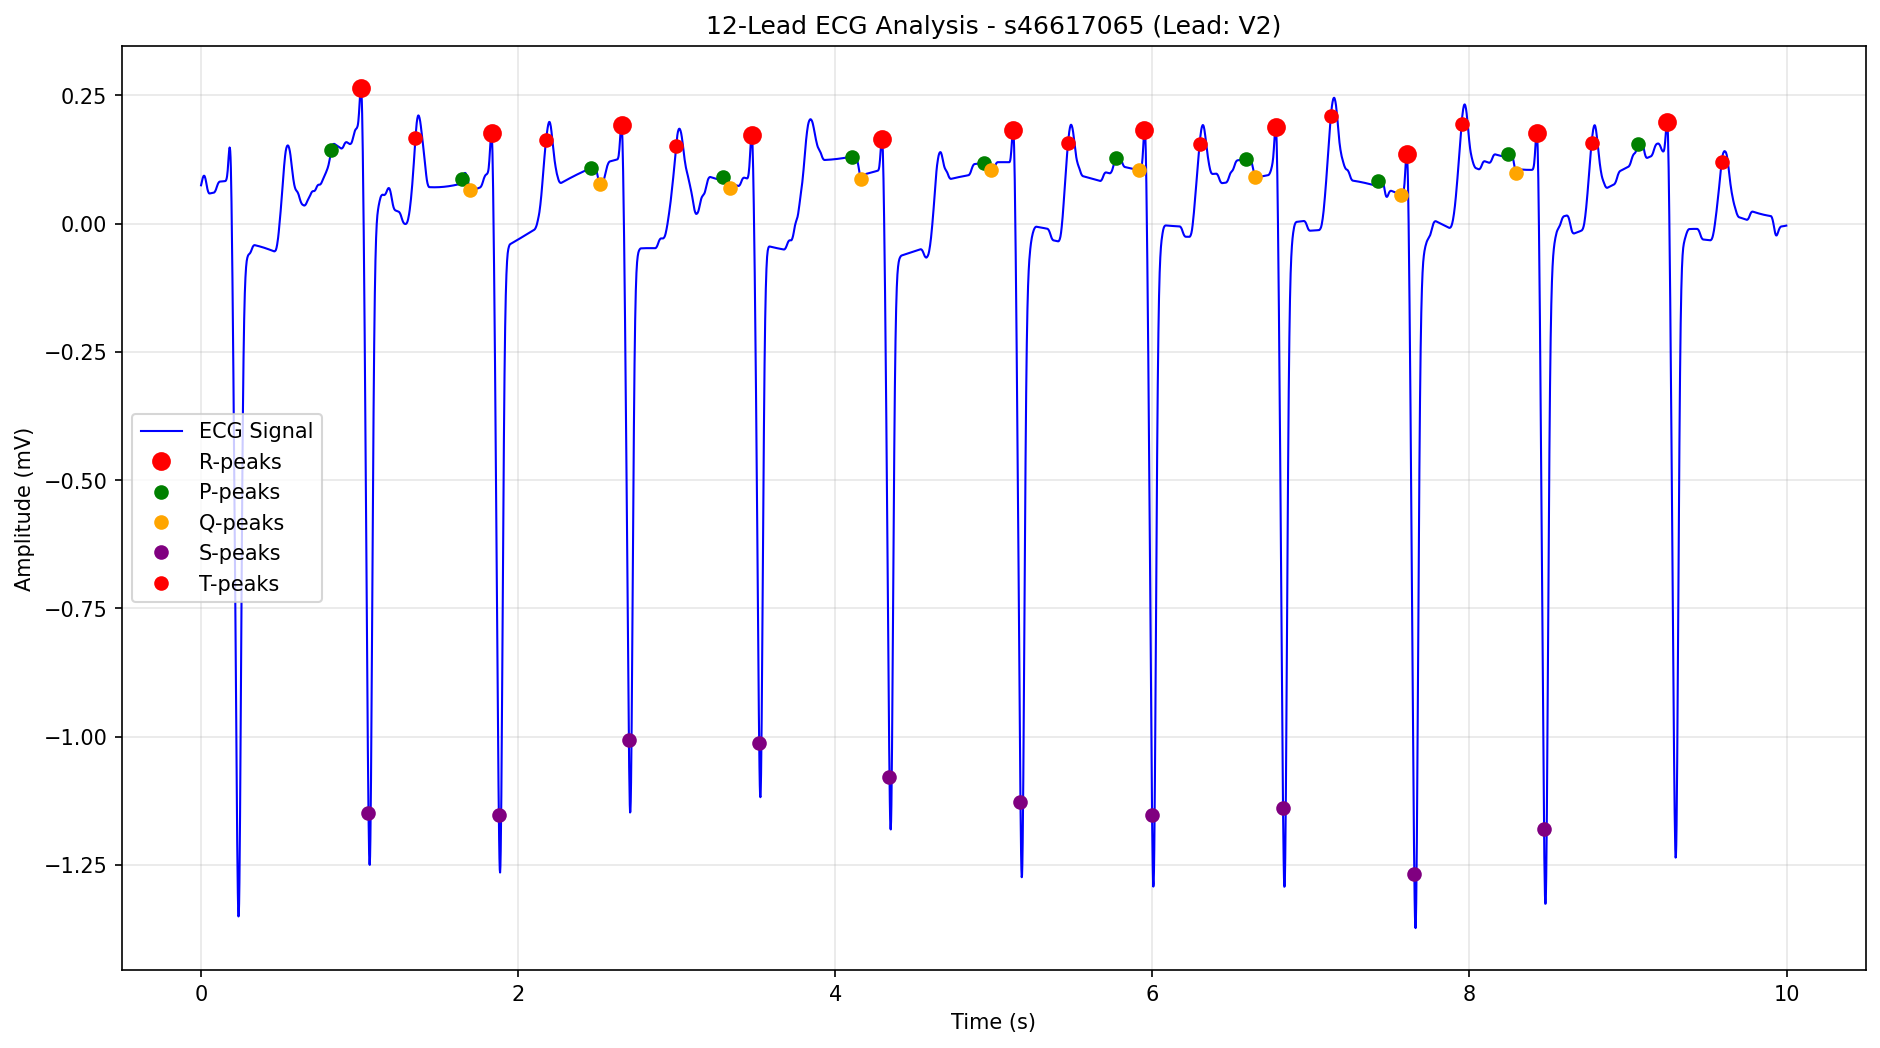 12-Lead ECG Analysis - s46617065 (Lead: V2)
Amplitude (mV)
0.25
0.00
−0.25
−0.50
−0.75
−1.00
−1.25
ECG Signal
R-peaks
P-peaks
Q-peaks
S-peaks
T-peaks
0 2 4 6 8 10
Time (s)